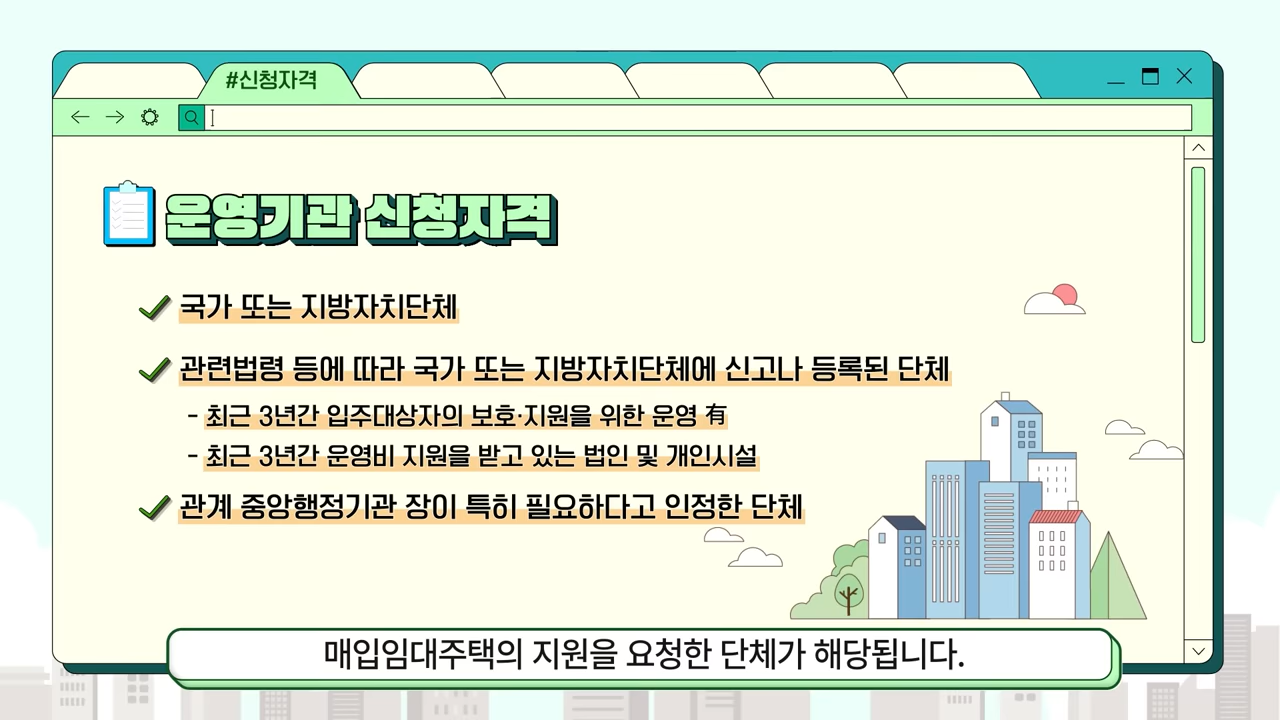 #신청자격
운영기관 신청자격
국가 또는 지방자치단체
관련법령 등에 따라 국가 또는 지방자치단체에 신고나 등록된 단체
- 최근 3년간 입주대상자의 보호·지원을 위한 운영 有
- 최근 3년간 운영비 지원을 받고 있는 법인 및 개인시설
관계 중앙행정기관 장이 특히 필요하다고 인정한 단체
매입임대주택의 지원을 요청한 단체가 해당됩니다.